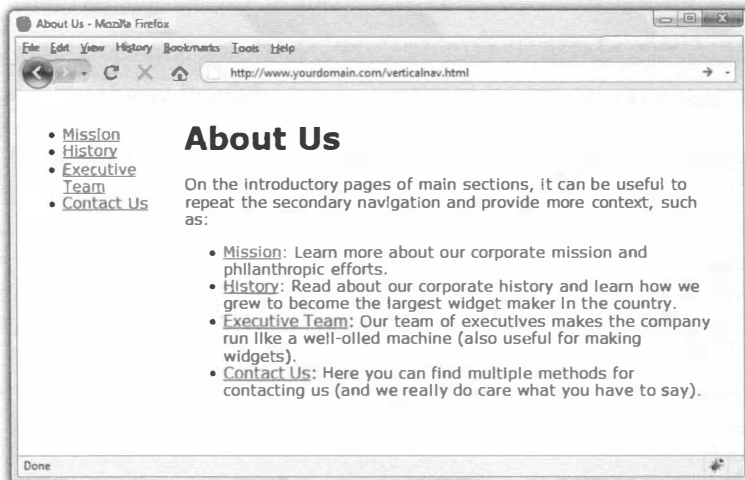 About Us - Mozilla Firefox
File Edit View History Bookmarks Tools Help
http://www.yourdomain.com/verticalnav.html
• Mission
• History
• Executive
Team
• Contact Us
About Us
On the introductory pages of main sections, it can be useful to
repeat the secondary navigation and provide more context, such
as:
• Mission: Learn more about our corporate mission and
philanthropic efforts.
• History: Read about our corporate history and learn how we
grew to become the largest widget maker in the country.
• Executive Team: Our team of executives makes the company
run like a well-oiled machine (also useful for making
widgets).
• Contact Us: Here you can find multiple methods for
contacting us (and we really do care what you have to say).
Done